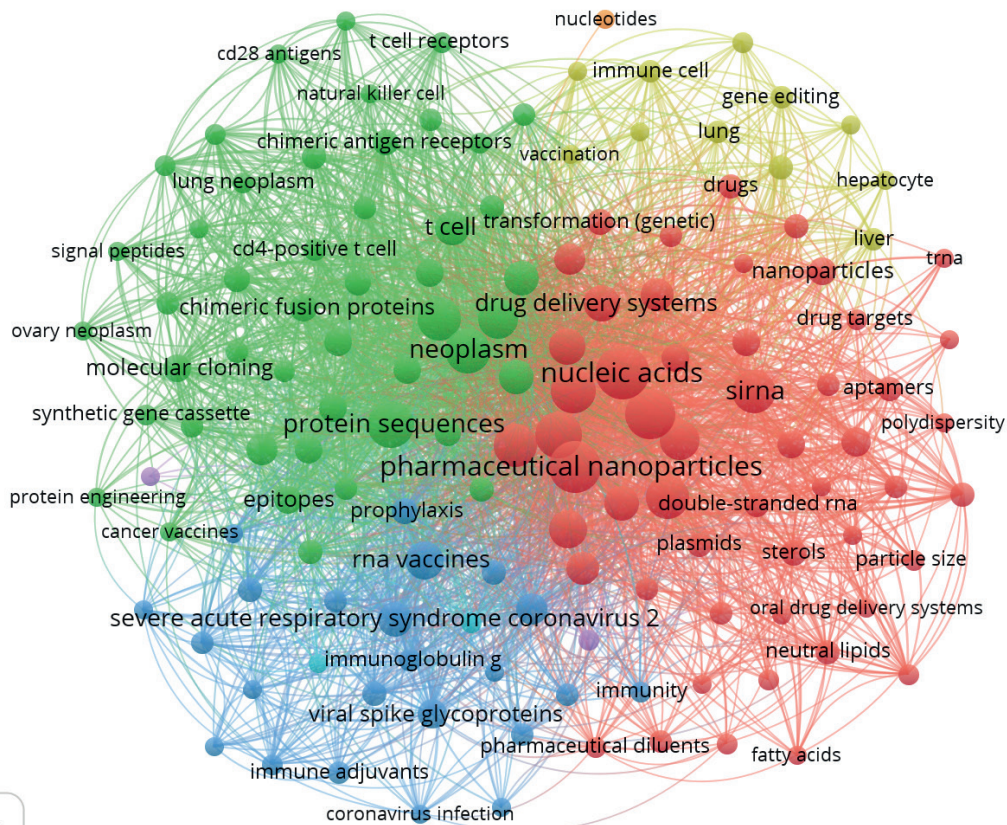 nucleotides
cd28 antigens
t cell receptors
immune cell
natural killer cell
gene editing
chimeric antigen receptors
lung
vaccination
lung neoplasm
drugs
hepatocyte
t cell
transformation (genetic)
signal peptides
cd4-positive t cell
liver
nanoparticles
trna
chimeric fusion proteins
drug delivery systems
drug targets
ovary neoplasm
neoplasm
molecular cloning
nucleic acids
sirna
aptamers
synthetic gene cassette
protein sequences
polydispersity
pharmaceutical nanoparticles
protein engineering
epitopes
prophylaxis
double-stranded rna
cancer vaccines
plasmids
rna vaccines
sterols
particle size
severe acute respiratory syndrome coronavirus 2
oral drug delivery systems
immunoglobulin g
neutral lipids
immunity
viral spike glycoproteins
pharmaceutical diluents
fatty acids
immune adjuvants
coronavirus infection